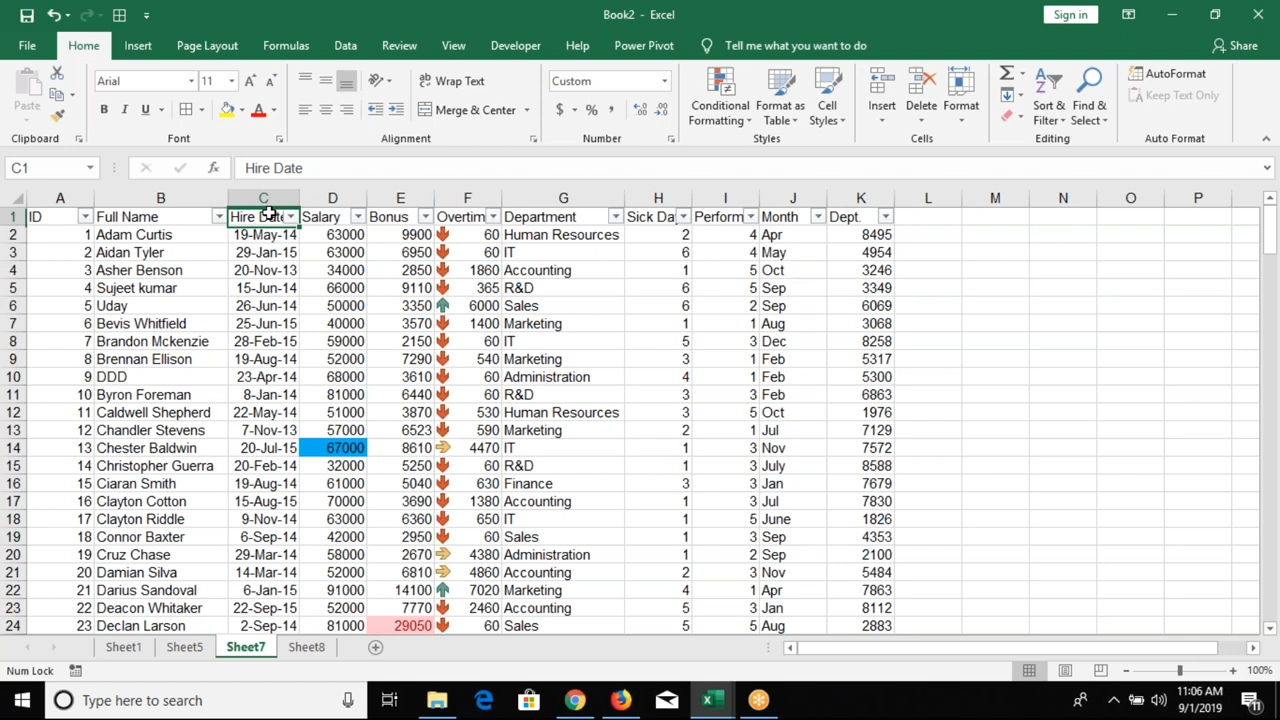 Book2 - Excel
Sign in
File Home Insert Page Layout Formulas Data Review View Developer Help Power Pivot Tell me what you want to do Share
Paste
Arial 11
B I U
Wrap Text
Merge & Center
Custom
$ % ,
Conditional Formatting
Format as Table
Cell Styles
Insert Delete Format
Sort & Filter
Find & Select
AutoFormat
Keep Text Only
Clipboard Font Alignment Number Styles Cells Editing Auto Format
C1 fx Hire Date
A B C D E F G H I J K L M N O P
1 ID Full Name Hire Date Salary Bonus Overtim Department Sick Da Perform Month Dept.
2 1 Adam Curtis 19-May-14 63000 9900 60 Human Resources 2 4 Apr 8495
3 2 Aidan Tyler 29-Jan-15 63000 6950 60 IT 6 4 May 4954
4 3 Asher Benson 20-Nov-13 34000 2850 1860 Accounting 1 5 Oct 3246
5 4 Sujeet kumar 15-Jun-14 66000 9110 365 R&D 6 5 Sep 3349
6 5 Uday 26-Jun-14 50000 3350 6000 Sales 6 2 Sep 6069
7 6 Bevis Whitfield 25-Jun-15 40000 3570 1400 Marketing 1 1 Aug 3068
8 7 Brandon Mckenzie 28-Feb-15 59000 2150 60 IT 5 3 Dec 8258
9 8 Brennan Ellison 19-Aug-14 52000 7290 540 Marketing 3 1 Feb 5317
10 9 DDD 23-Apr-14 68000 3610 60 Administration 4 1 Feb 5300
11 10 Byron Foreman 8-Jan-14 81000 6440 60 R&D 3 3 Feb 6863
12 11 Caldwell Shepherd 22-May-14 51000 3870 530 Human Resources 3 5 Oct 1976
13 12 Chandler Stevens 7-Nov-13 57000 6523 590 Marketing 2 1 Jul 7129
14 13 Chester Baldwin 20-Jul-15 67000 8610 4470 IT 1 3 Nov 7572
15 14 Christopher Guerra 20-Feb-14 32000 5250 60 R&D 1 3 July 8588
16 15 Ciaran Smith 19-Aug-14 61000 5040 630 Finance 3 3 Jan 7679
17 16 Clayton Cotton 15-Aug-15 70000 3690 1380 Accounting 1 3 Jul 7830
18 17 Clayton Riddle 9-Nov-14 63000 6360 650 IT 1 5 June 1826
19 18 Connor Baxter 6-Sep-14 42000 2950 60 Sales 1 3 Sep 4353
20 19 Cruz Chase 29-Mar-14 58000 2670 4380 Administration 1 2 Sep 2100
21 20 Damian Silva 14-Mar-14 52000 6810 4860 Accounting 2 3 Nov 5484
22 21 Darius Sandoval 6-Jan-15 91000 14100 7020 Marketing 4 1 Apr 7863
23 22 Deacon Whitaker 22-Sep-15 52000 7770 2460 Accounting 5 3 Jan 8112
24 23 Declan Larson 2-Sep-14 81000 29050 60 Sales 5 5 Aug 2883
Sheet1 Sheet5 Sheet7 Sheet8
Num Lock 100%
Type here to search
11:06 AM
9/1/2019
11